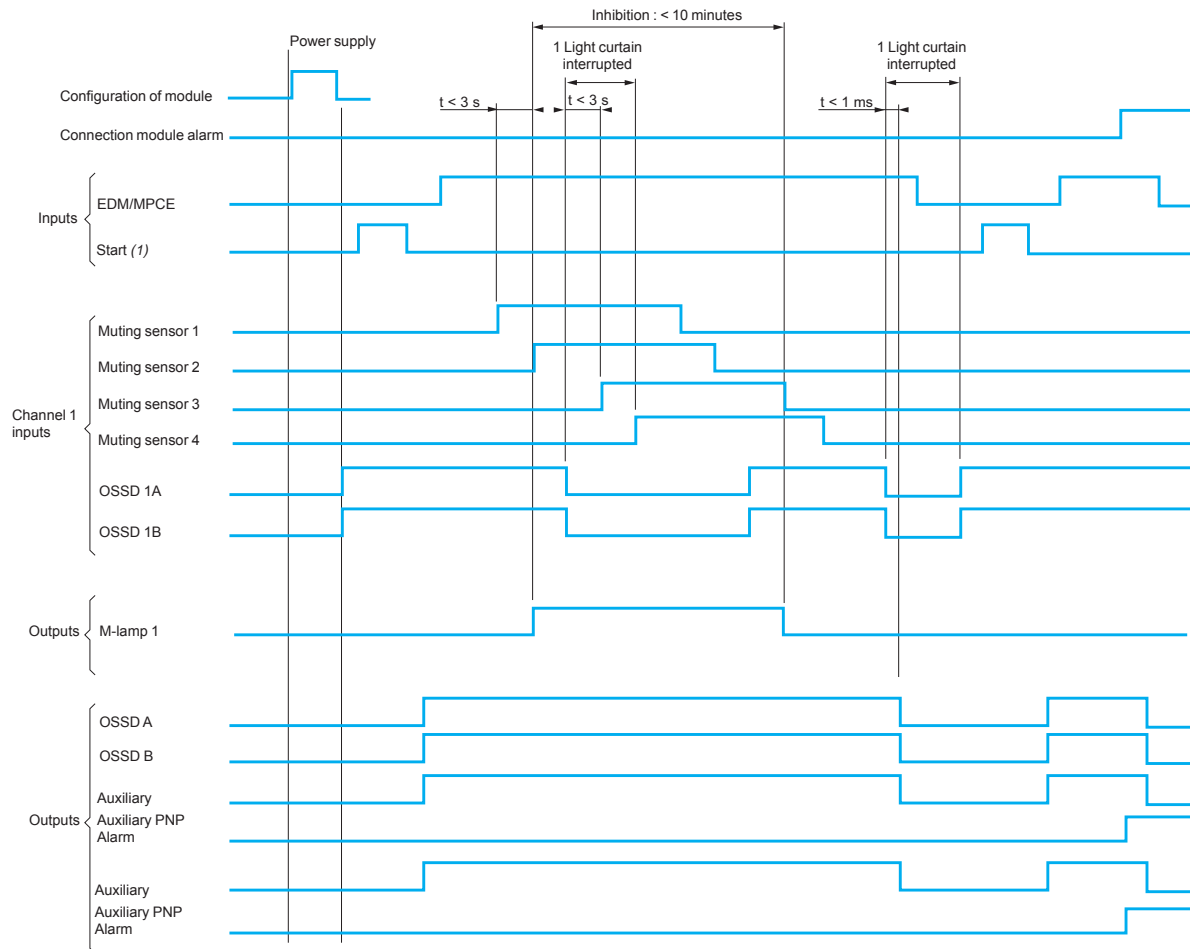 Inhibition : < 10 minutes
Power supply
1 Light curtain
interrupted
1 Light curtain
interrupted
Configuration of module
t < 3 s
t < 3 s
t < 1 ms
Connection module alarm
Inputs
EDM/MPCE
Start (1)
Channel 1
inputs
Muting sensor 1
Muting sensor 2
Muting sensor 3
Muting sensor 4
OSSD 1A
OSSD 1B
Outputs
M-lamp 1
Outputs
OSSD A
OSSD B
Auxiliary
Auxiliary PNP
Alarm
Auxiliary
Auxiliary PNP
Alarm